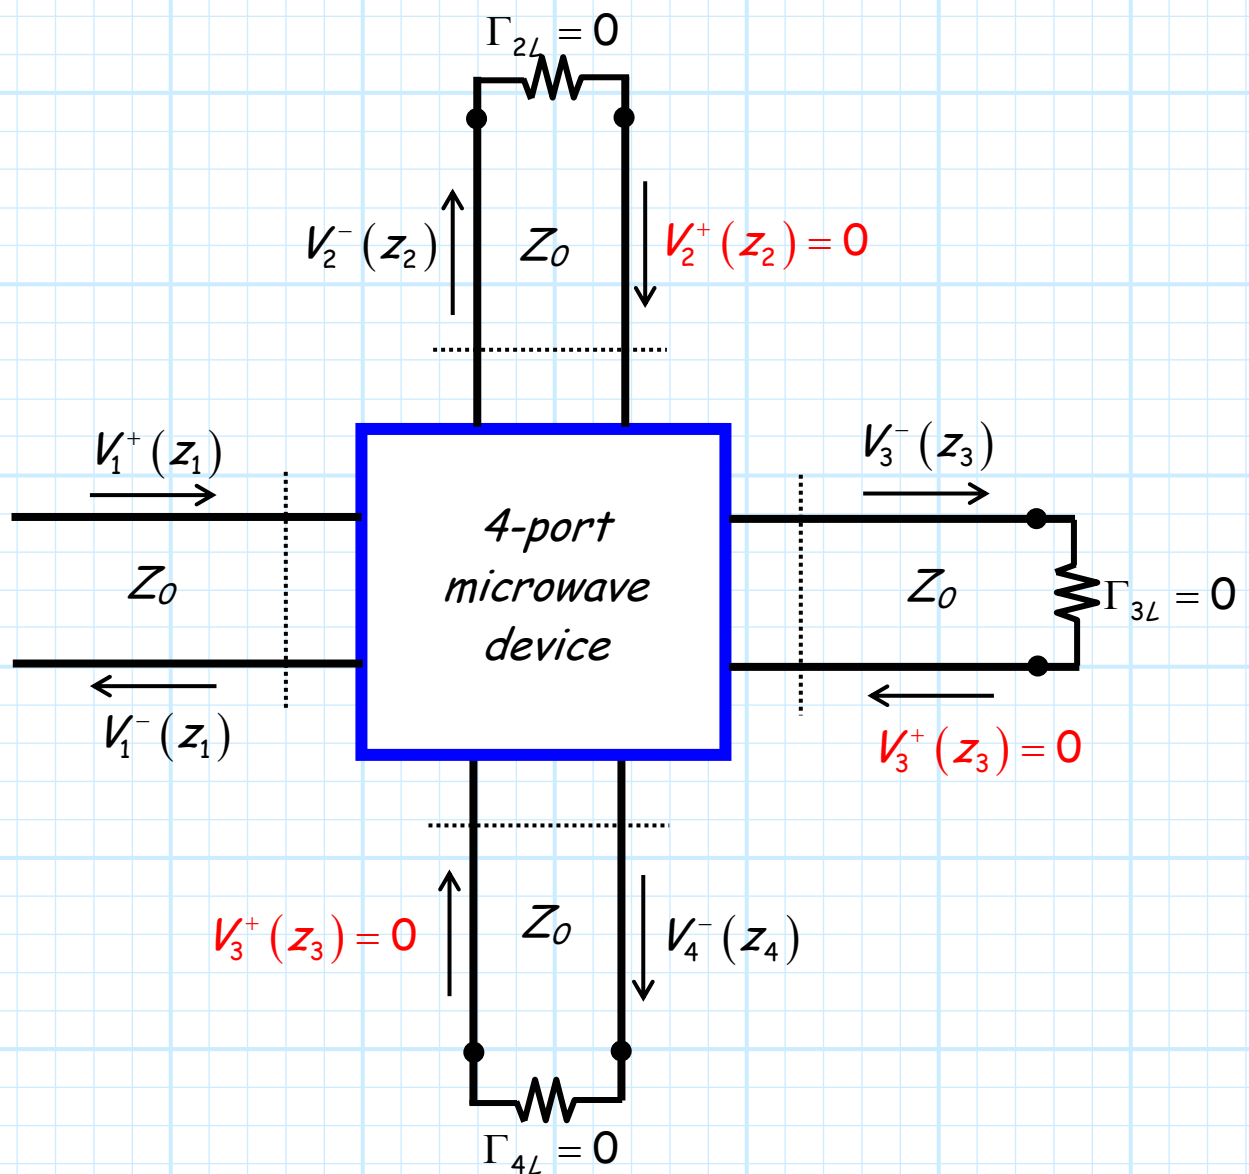 Γ₂L = 0
V₂⁻(z₂)
Z₀
V₂⁺(z₂) = 0
V₁⁺(z₁)
Z₀
V₁⁻(z₁)
4-port
microwave
device
V₃⁻(z₃)
Z₀
Γ₃L = 0
V₃⁺(z₃) = 0
V₃⁺(z₃) = 0
Z₀
V₄⁻(z₄)
Γ₄L = 0